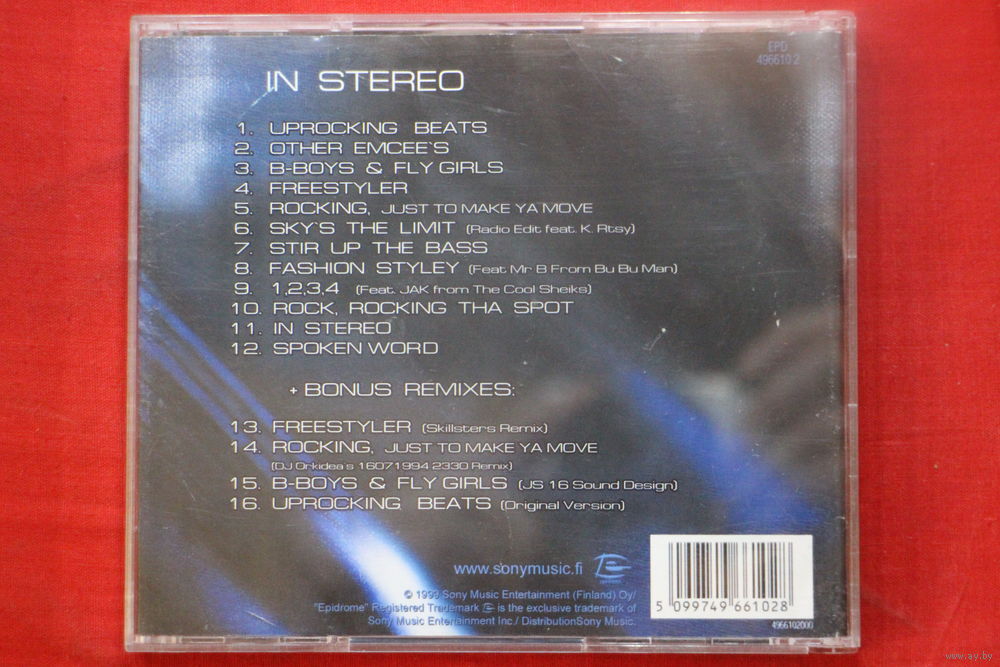 EPD
496610 2
IN STEREO
1. UPROCKING BEATS
2. OTHER EMCEE`S
3. B-BOYS & FLY GIRLS
4. FREESTYLER
5. ROCKING, JUST TO MAKE YA MOVE
6. SKY`S THE LIMIT (Radio Edit feat. K. Rtsy)
7. STIR UP THE BASS
8. FASHION STYLEY (Feat Mr B From Bu Bu Man)
9. 1,2,3,4 (Feat. JAK from The Cool Sheiks)
10. ROCK, ROCKING THA SPOT
11. IN STEREO
12. SPOKEN WORD
+ BONUS REMIXES:
13. FREESTYLER (Skillsters Remix)
14. ROCKING, JUST TO MAKE YA MOVE
(DJ Orkidea`s 16071994 2330 Remix)
15. B-BOYS & FLY GIRLS (JS 16 Sound Design)
16. UPROCKING BEATS (Original Version)
www.sonymusic.fi
© 1999 Sony Music Entertainment (Finland) Oy/
"Epidrome" Registered Trademark E is the exclusive trademark of
Sony Music Entertainment Inc./ DistributionSony Music.
5 099749 661028
4966102000
www.ay.by